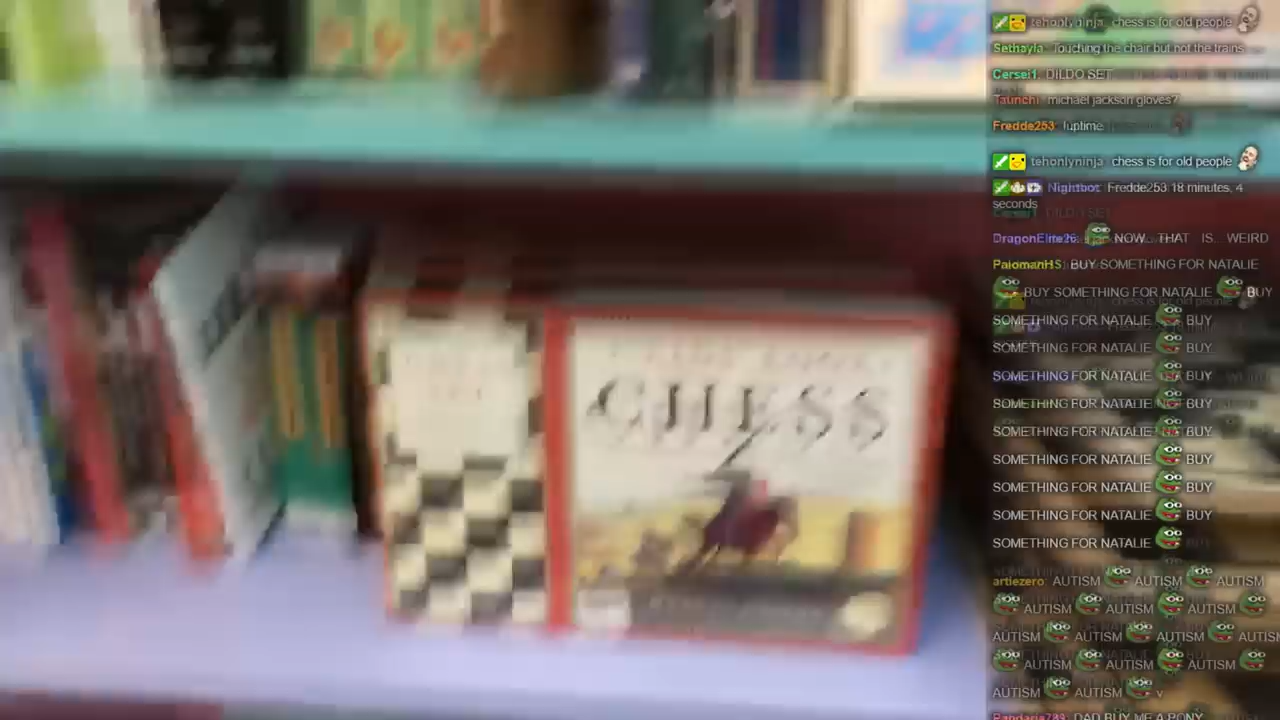 tehonlyninja: chess is for old people
Sethayla: Touching the chair but not the trains
Cersei1: DILDO SET
Taunchi: michael jackson gloves?
Fredde253: !uptime
tehonlyninja: chess is for old people
Nightbot: Fredde253: 18 minutes, 4
seconds
DragonElite26: NOW THAT IS... WEIRD
PalomanHS: BUY SOMETHING FOR NATALIE
BUY SOMETHING FOR NATALIE BUY
SOMETHING FOR NATALIE BUY
SOMETHING FOR NATALIE BUY
SOMETHING FOR NATALIE BUY
SOMETHING FOR NATALIE BUY
SOMETHING FOR NATALIE BUY
SOMETHING FOR NATALIE BUY
SOMETHING FOR NATALIE BUY
SOMETHING FOR NATALIE BUY
SOMETHING FOR NATALIE
artiezero: AUTISM AUTISM AUTISM
AUTISM AUTISM AUTISM
AUTISM AUTISM AUTISM AUTISM
AUTISM AUTISM AUTISM
AUTISM AUTISM v
DAD BUY ME A PONY
CHESS